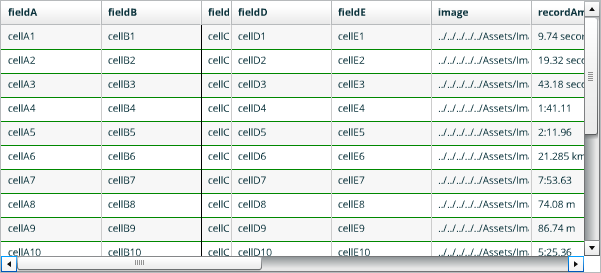 fieldA fieldB field fieldD fieldE image recordAm
cellA1 cellB1 cellC cellD1 cellE1 ../../../../../Assets/Ima 9.74 secon
cellA2 cellB2 cellC cellD2 cellE2 ../../../../../Assets/Ima 19.32 seco
cellA3 cellB3 cellC cellD3 cellE3 ../../../../../Assets/Ima 43.18 seco
cellA4 cellB4 cellC cellD4 cellE4 ../../../../../Assets/Ima 1:41.11
cellA5 cellB5 cellC cellD5 cellE5 ../../../../../Assets/Ima 2:11.96
cellA6 cellB6 cellC cellD6 cellE6 ../../../../../Assets/Ima 21.285 km
cellA7 cellB7 cellC cellD7 cellE7 ../../../../../Assets/Ima 7:53.63
cellA8 cellB8 cellC cellD8 cellE8 ../../../../../Assets/Ima 74.08 m
cellA9 cellB9 cellC cellD9 cellE9 ../../../../../Assets/Ima 86.74 m
cellA10 cellB10 cellC cellD10 cellE10 ../../../../../Assets/Ima 5:25.36